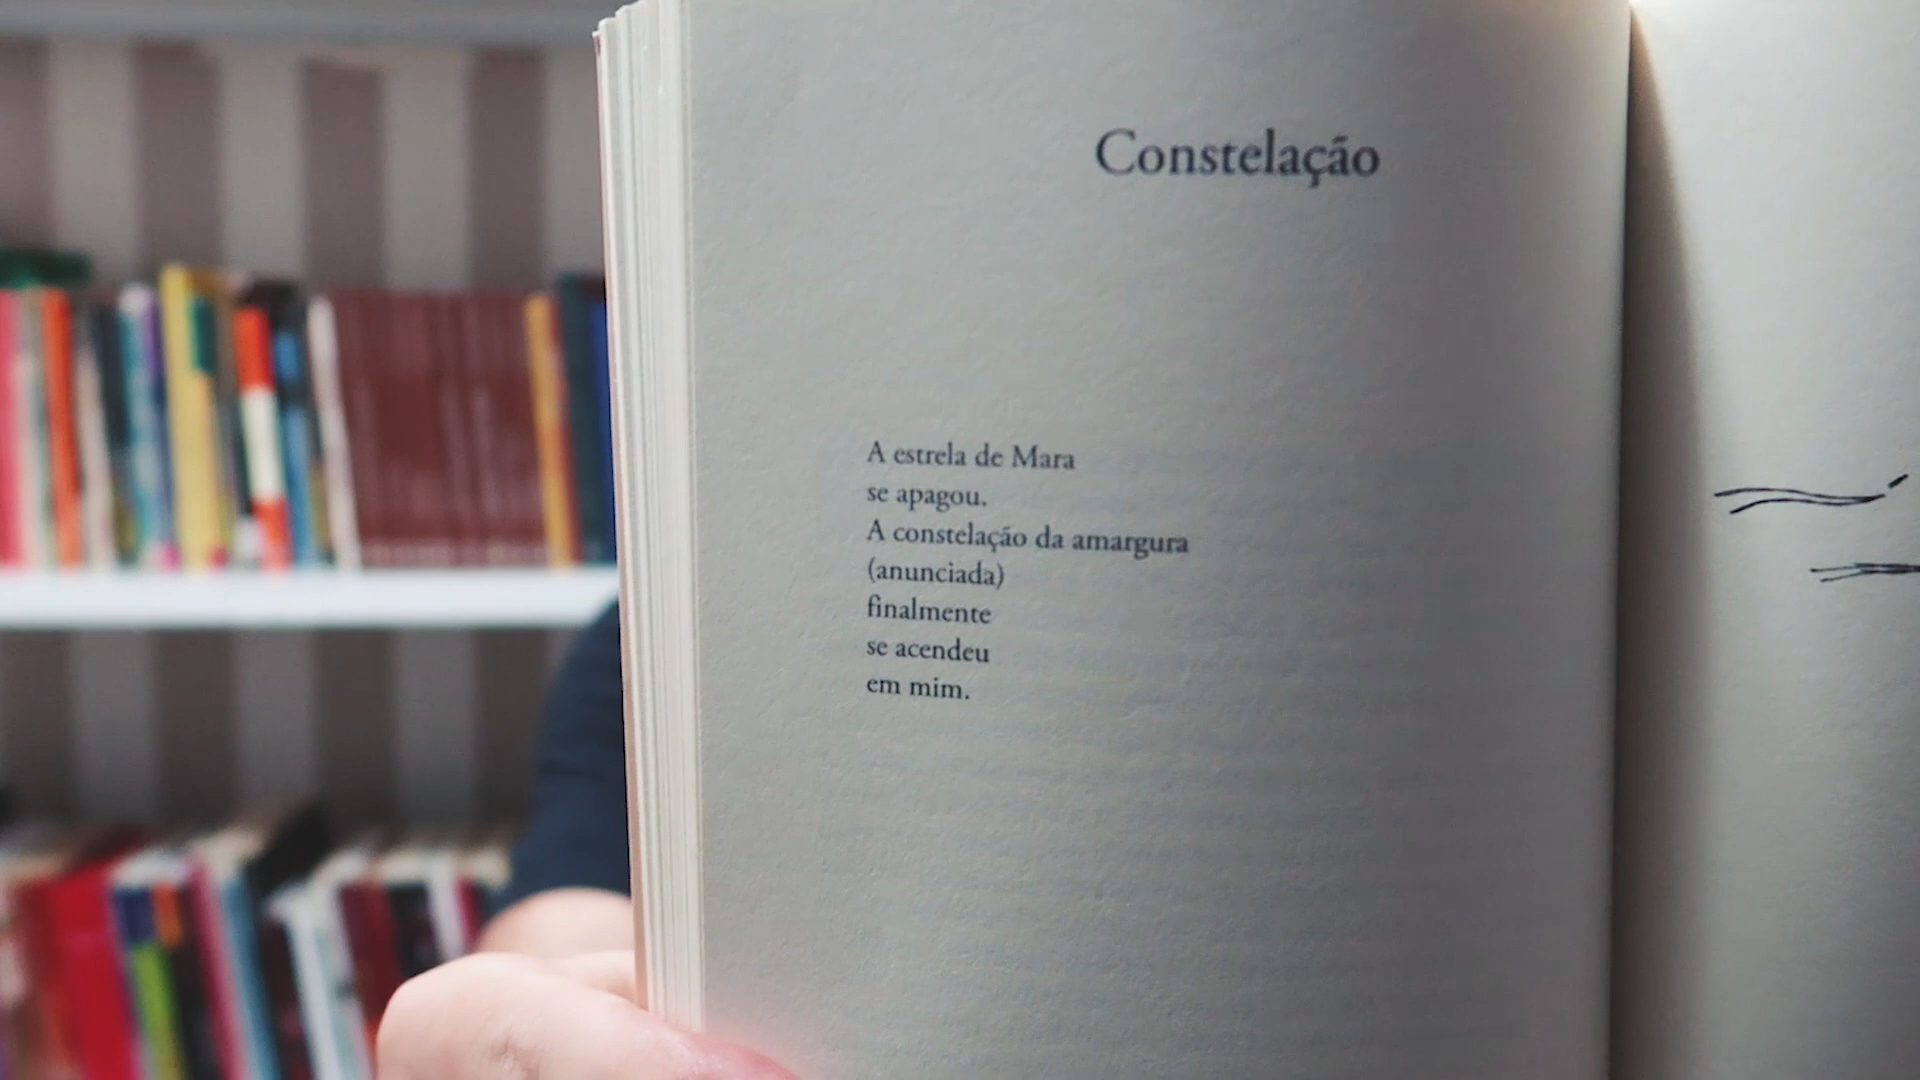 Constelação
A estrela de Mara
se apagou.
A constelação da amargura
(anunciada)
finalmente
se acendeu
em mim.